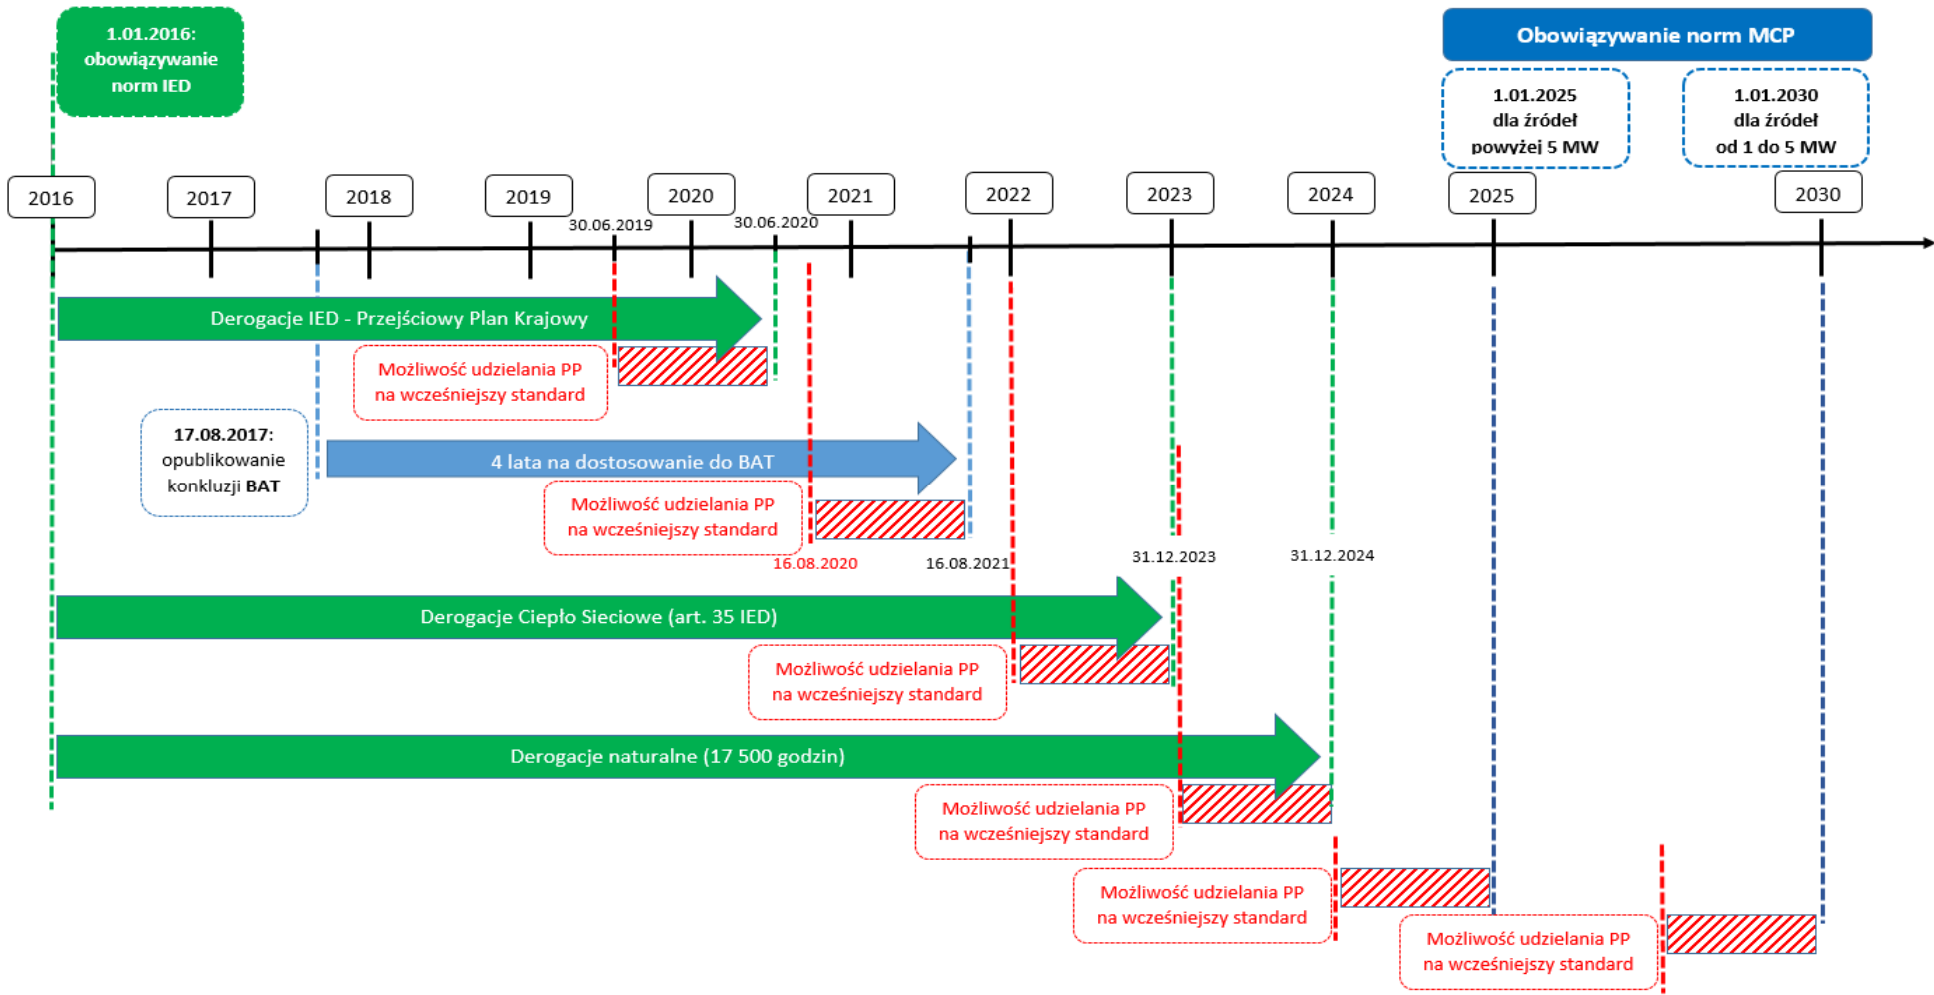 1.01.2016:
obowiązywanie
norm IED
Obowiązywanie norm MCP
1.01.2025
dla źródeł
powyżej 5 MW
1.01.2030
dla źródeł
od 1 do 5 MW
2016
2017
2018
2019
2020
2021
2022
2023
2024
2025
2030
30.06.2019
30.06.2020
Derogacje IED - Przejściowy Plan Krajowy
Możliwość udzielania PP
na wcześniejszy standard
17.08.2017:
opublikowanie
konkluzji BAT
4 lata na dostosowanie do BAT
Możliwość udzielania PP
na wcześniejszy standard
16.08.2020
16.08.2021
31.12.2023
31.12.2024
Derogacje Ciepło Sieciowe (art. 35 IED)
Możliwość udzielania PP
na wcześniejszy standard
Derogacje naturalne (17 500 godzin)
Możliwość udzielania PP
na wcześniejszy standard
Możliwość udzielania PP
na wcześniejszy standard
Możliwość udzielania PP
na wcześniejszy standard